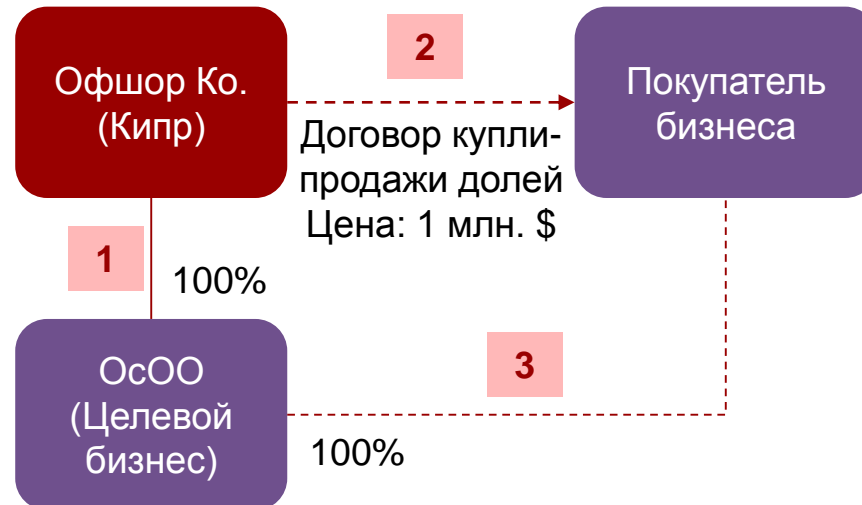 Офшор Ко.
(Кипр)
2
Договор купли-
продажи долей
Цена: 1 млн. $
Покупатель
бизнеса
1
100%
ОсОО
(Целевой
бизнес)
3
100%